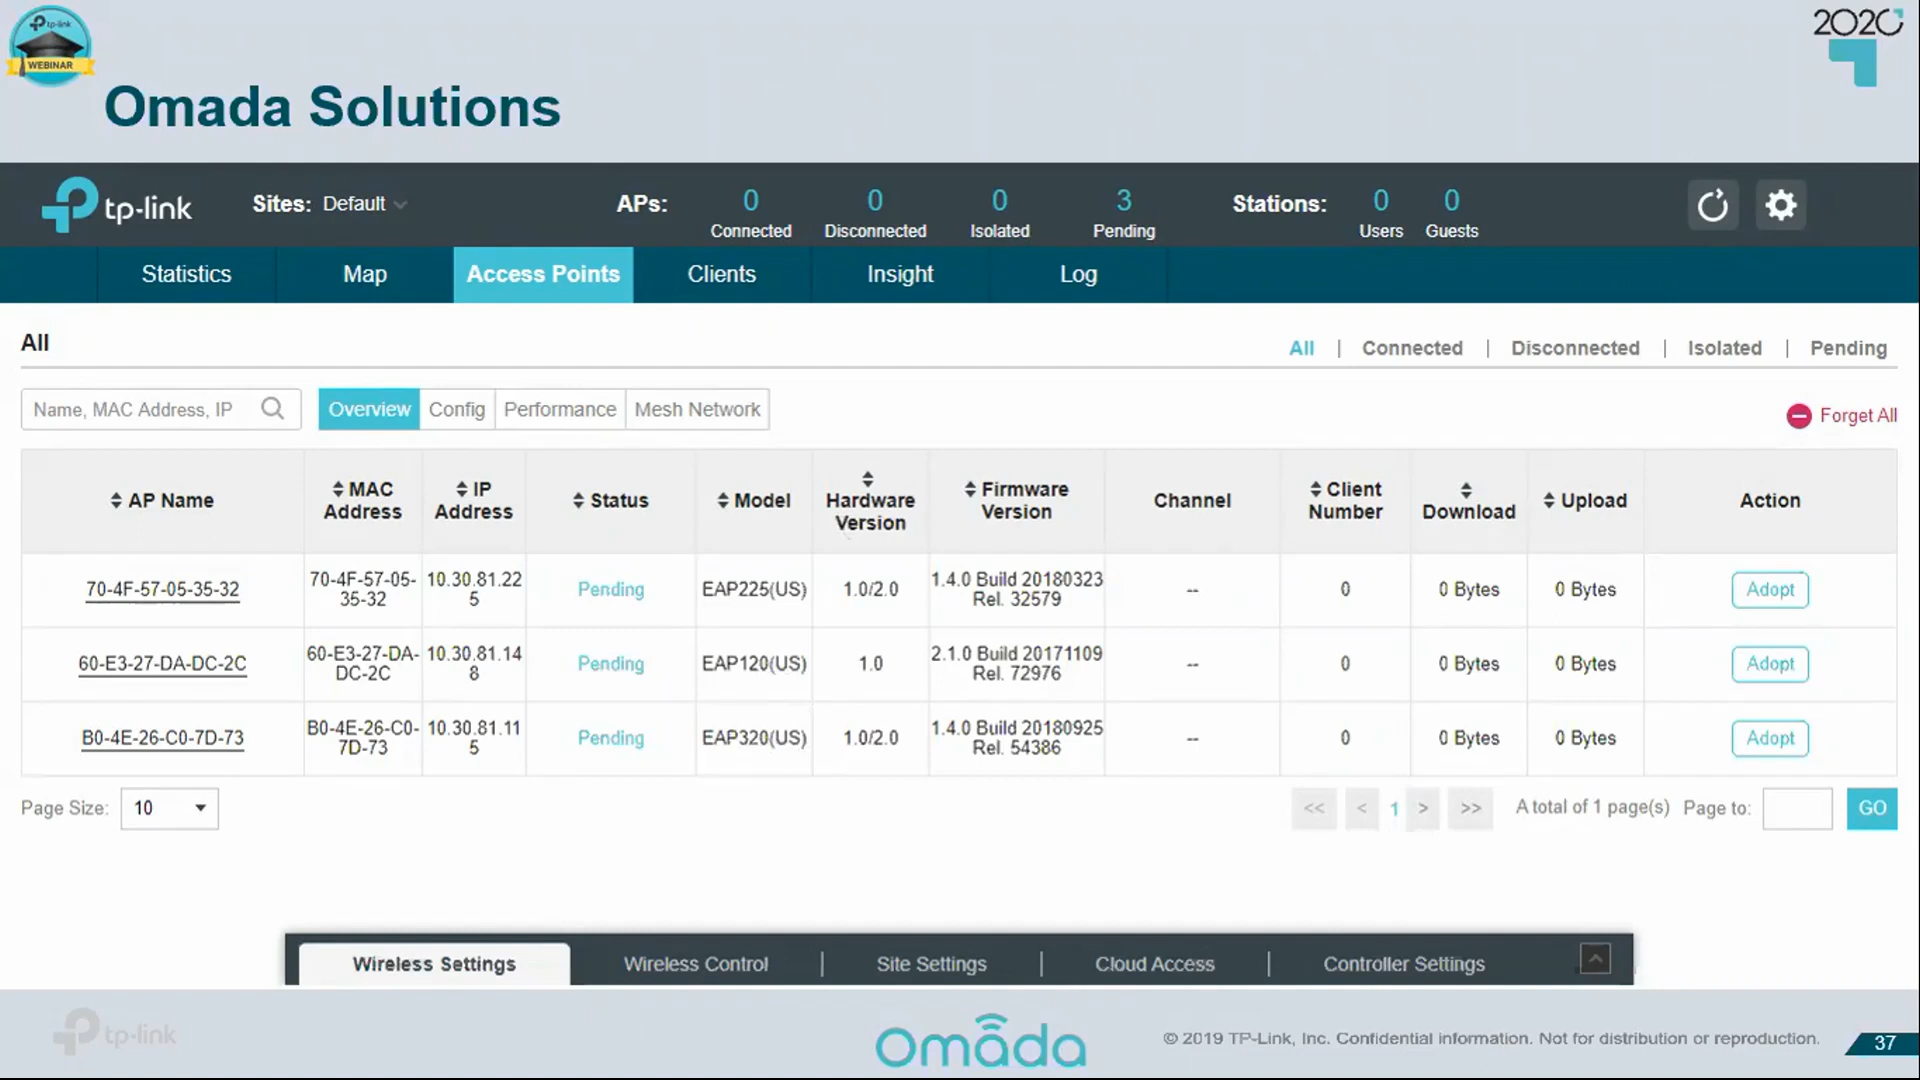 tp-link
WEBINAR
2020
Omada Solutions
tp-link
Sites: Default
APs:
0
Connected
0
Disconnected
0
Isolated
3
Pending
Stations:
0
Users
0
Guests
Statistics
Map
Access Points
Clients
Insight
Log
All
All | Connected | Disconnected | Isolated | Pending
Name, MAC Address, IP
Overview
Config
Performance
Mesh Network
Forget All
AP Name
MAC
Address
IP
Address
Status
Model
Hardware
Version
Firmware
Version
Channel
Client
Number
Download
Upload
Action
70-4F-57-05-35-32
70-4F-57-05-
35-32
10.30.81.22
5
Pending
EAP225(US)
1.0/2.0
1.4.0 Build 20180323
Rel. 32579
--
0
0 Bytes
0 Bytes
Adopt
60-E3-27-DA-DC-2C
60-E3-27-DA-
DC-2C
10.30.81.14
8
Pending
EAP120(US)
1.0
2.1.0 Build 20171109
Rel. 72976
--
0
0 Bytes
0 Bytes
Adopt
B0-4E-26-C0-7D-73
B0-4E-26-C0-
7D-73
10.30.81.11
5
Pending
EAP320(US)
1.0/2.0
1.4.0 Build 20180925
Rel. 54386
--
0
0 Bytes
0 Bytes
Adopt
Page Size: 10
<< < 1 > >> A total of 1 page(s) Page to: GO
Wireless Settings
Wireless Control | Site Settings | Cloud Access | Controller Settings
tp-link
omada
© 2019 TP-Link, Inc. Confidential information. Not for distribution or reproduction.
37